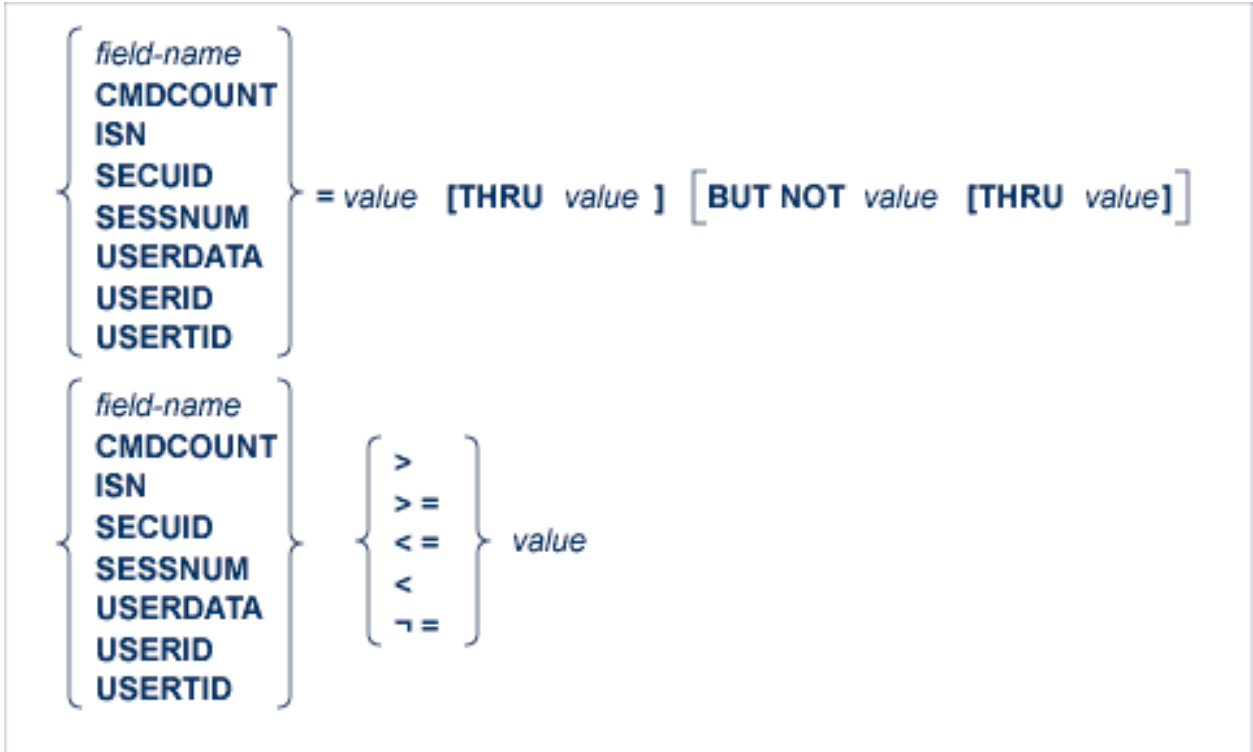 field-name
CMDCOUNT
ISN
SECUID
SESSNUM
USERDATA
USERID
USERTID
= value [THRU value ] [BUT NOT value [THRU value]]
field-name
CMDCOUNT
ISN
SECUID
SESSNUM
USERDATA
USERID
USERTID
>
> =
< =
<
¬ =
value